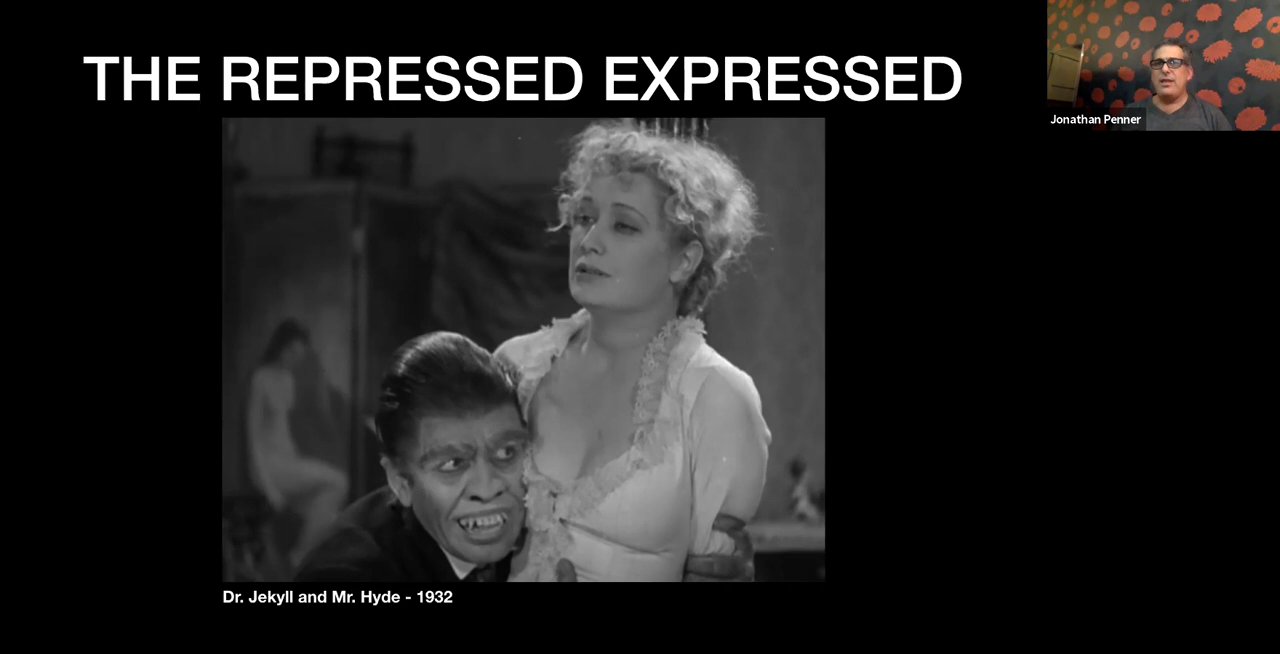 THE REPRESSED EXPRESSED
Jonathan Penner
Dr. Jekyll and Mr. Hyde - 1932